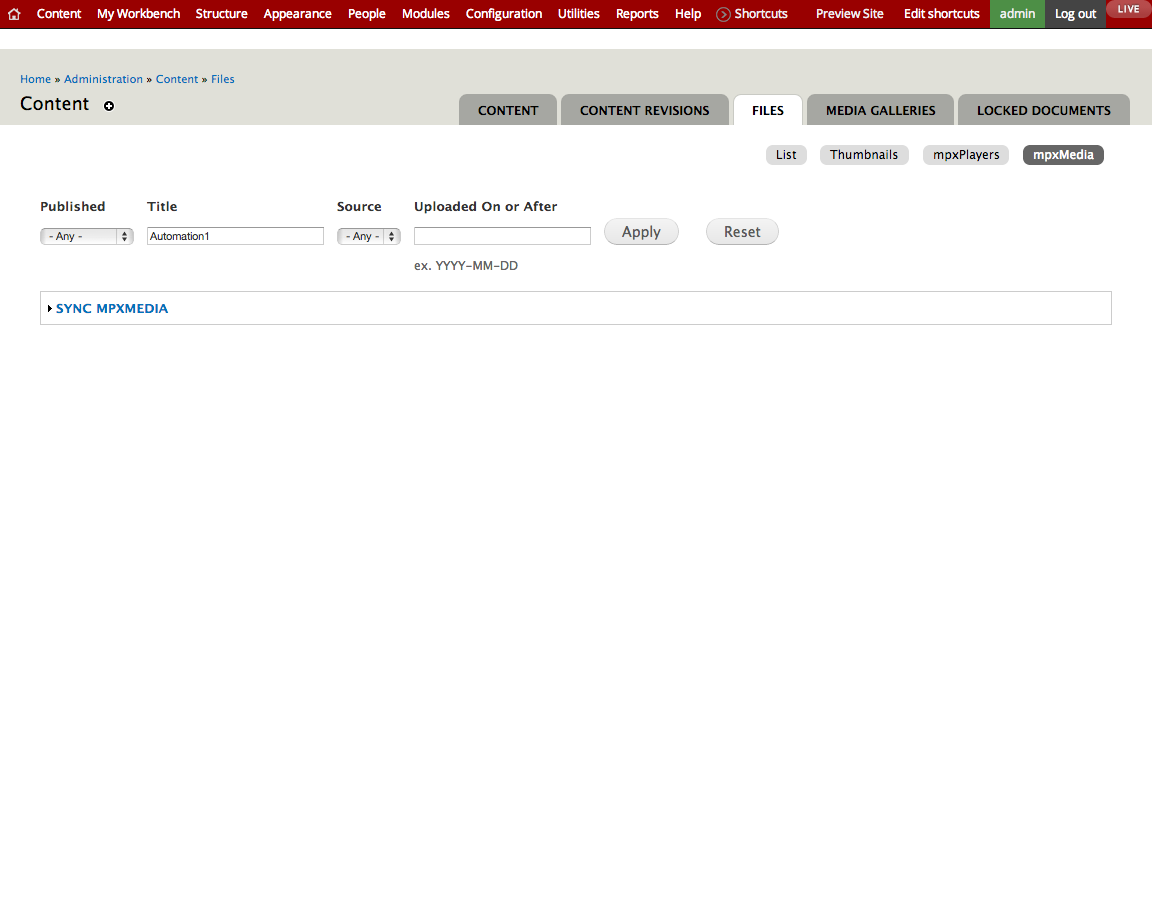 Content My Workbench Structure Appearance People Modules Configuration Utilities Reports Help Shortcuts Preview Site Edit shortcuts admin Log out LIVE
Home » Administration » Content » Files
Content
CONTENT CONTENT REVISIONS FILES MEDIA GALLERIES LOCKED DOCUMENTS
List Thumbnails mpxPlayers mpxMedia
Published Title Source Uploaded On or After
- Any - Automation1 - Any - Apply Reset
ex. YYYY-MM-DD
SYNC MPXMEDIA